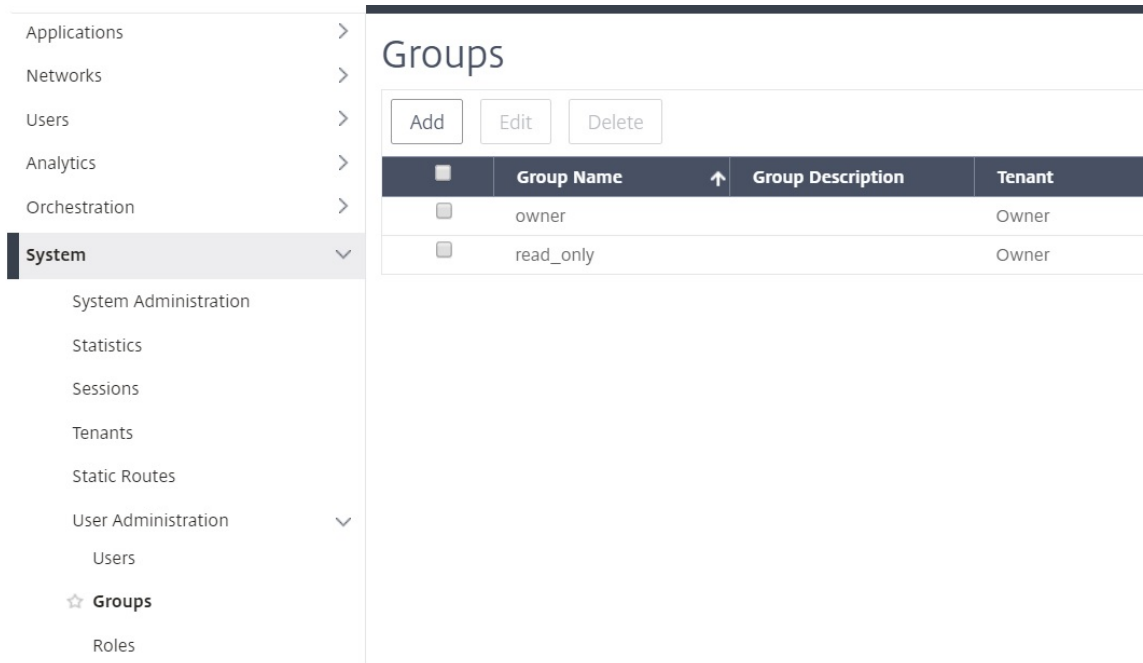 Applications
Networks
Users
Analytics
Orchestration
System
System Administration
Statistics
Sessions
Tenants
Static Routes
User Administration
Users
Groups
Roles
Groups
Add Edit Delete
Group Name Group Description Tenant
owner Owner
read_only Owner